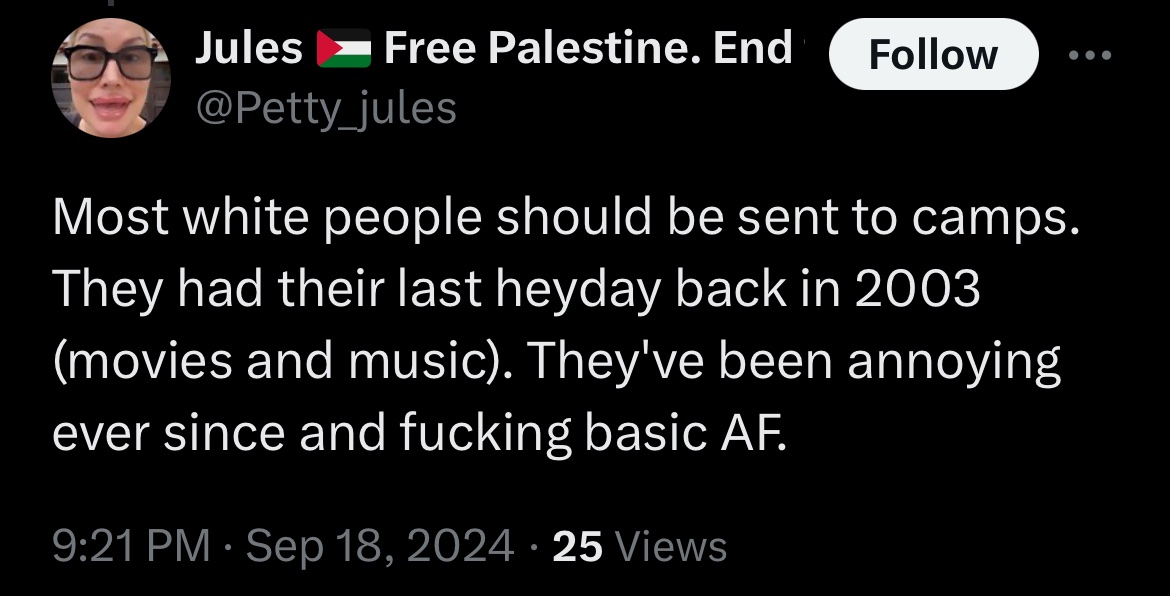 Jules 🇵🇸 Free Palestine. End
Follow
@Petty_jules
Most white people should be sent to camps.
They had their last heyday back in 2003
(movies and music). They've been annoying
ever since and fucking basic AF.
9:21 PM · Sep 18, 2024 · 25 Views